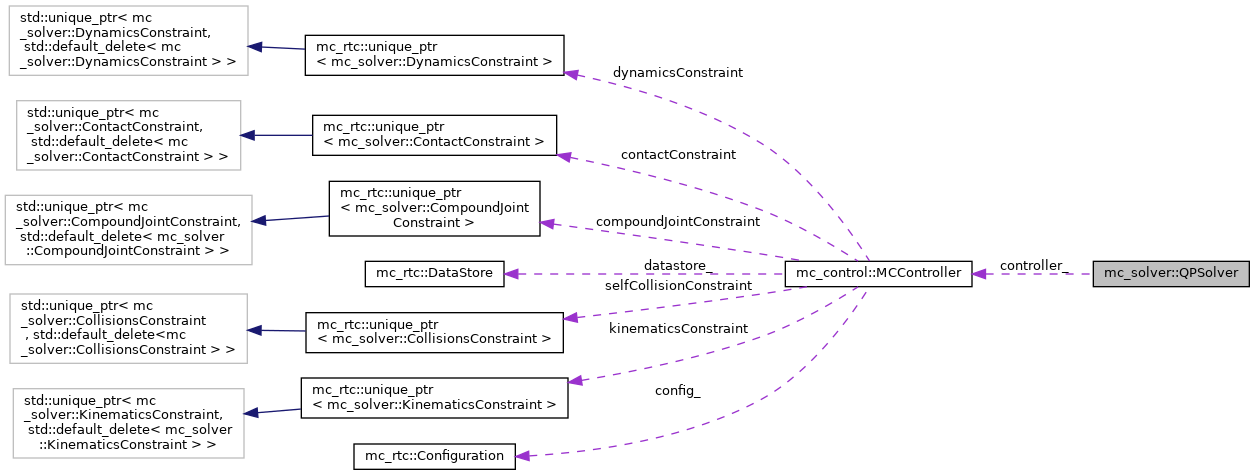 std::unique_ptr< mc
_solver::DynamicsConstraint,
std::default_delete< mc
_solver::DynamicsConstraint > >
mc_rtc::unique_ptr
< mc_solver::DynamicsConstraint >
dynamicsConstraint
std::unique_ptr< mc
_solver::ContactConstraint,
std::default_delete< mc
_solver::ContactConstraint > >
mc_rtc::unique_ptr
< mc_solver::ContactConstraint >
contactConstraint
std::unique_ptr< mc
_solver::CompoundJointConstraint,
std::default_delete< mc_solver
::CompoundJointConstraint > >
mc_rtc::unique_ptr
< mc_solver::CompoundJoint
Constraint >
compoundJointConstraint
mc_rtc::DataStore
datastore_
mc_control::MCController
controller_
mc_solver::QPSolver
selfCollisionConstraint
std::unique_ptr< mc
_solver::CollisionsConstraint
, std::default_delete<mc
_solver::CollisionsConstraint > >
mc_rtc::unique_ptr
< mc_solver::CollisionsConstraint >
kinematicsConstraint
std::unique_ptr< mc
_solver::KinematicsConstraint,
std::default_delete< mc_solver
::KinematicsConstraint > >
mc_rtc::unique_ptr
< mc_solver::KinematicsConstraint >
config_
mc_rtc::Configuration